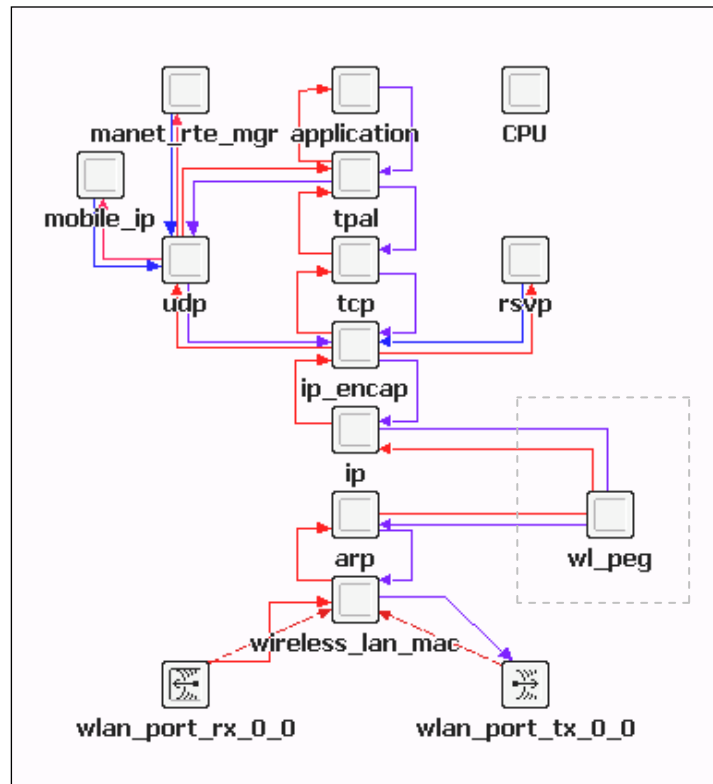 manet_rte_mgr
application
CPU
mobile_ip
tpal
udp
tcp
rsvp
ip_encap
ip
arp
wl_peg
wireless_lan_mac
wlan_port_rx_0_0
wlan_port_tx_0_0